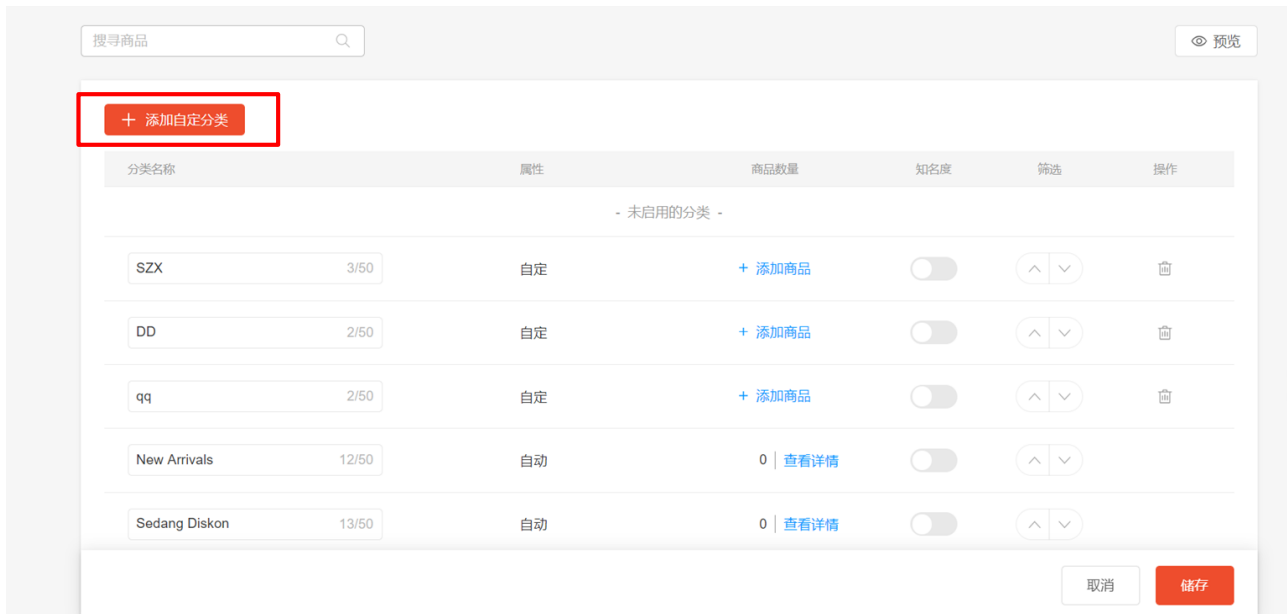 搜寻商品
预览
添加自定分类
分类名称 属性 商品数量 知名度 筛选 操作
- 未启用的分类 -
SZX 3/50 自定 + 添加商品
DD 2/50 自定 + 添加商品
qq 2/50 自定 + 添加商品
New Arrivals 12/50 自动 0 查看详情
Sedang Diskon 13/50 自动 0 查看详情
取消 储存